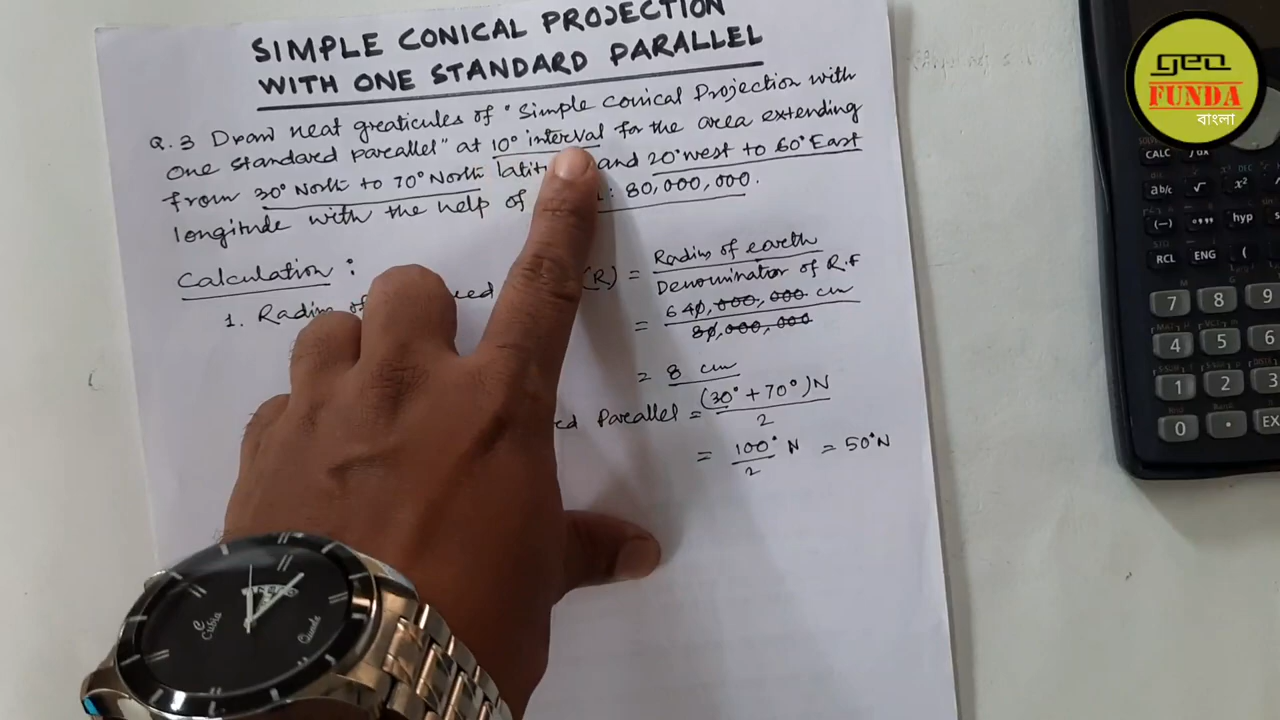 SIMPLE CONICAL PROJECTION
WITH ONE STANDARD PARALLEL
Q.3 Draw neat greaticules of "Simple Conical Projection with
One standard parallel" at 10° interval for the area extending
from 30° North to 70° North and 20° west to 60° East
longitude with the help of : 80,000,000.
Calculation :
1. Radius of (R) = Radius of earth
Denominator of R.F
= 640,000,000 cm
80,000,000
= 8 cm
Parallel = (30° + 70°)N
2
= 100° N = 50°N
2
GEO
FUNDA
বাংলা
CALC
ab/c √ x²
(−) °,,, hyp
RCL ENG (
7 8 9
4 5 6
1 2 3
0 · EX